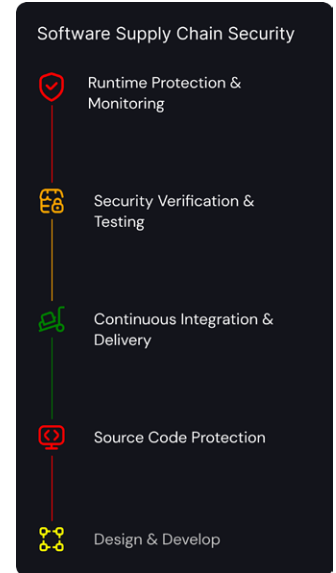 Software Supply Chain Security
Runtime Protection &
Monitoring
Security Verification &
Testing
Continuous Integration &
Delivery
Source Code Protection
Design & Develop